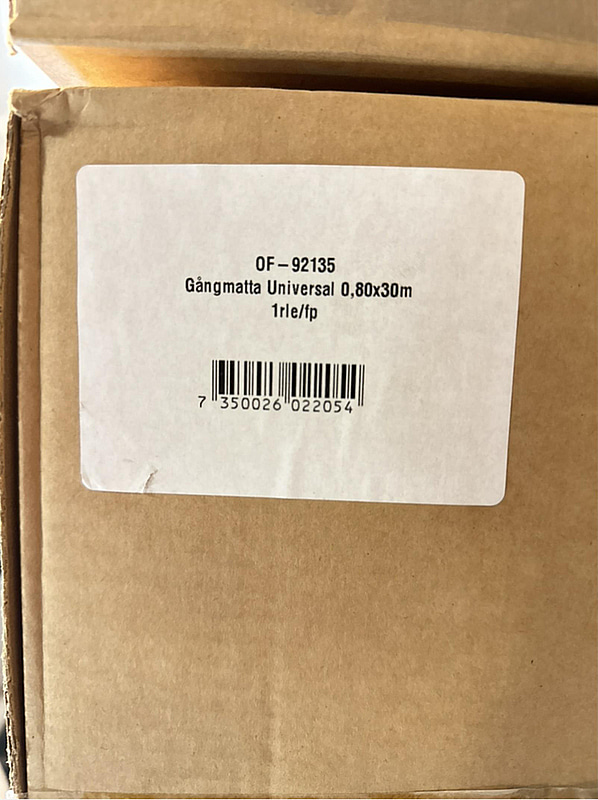 OF-92135
Gångmatta Universal 0,80x30m
1rle/fp
7 350026 022054